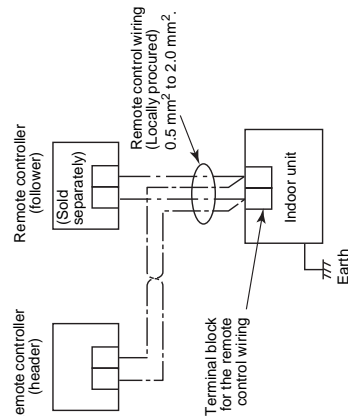 Remote controller
(follower)
(Sold
separately)
Remote control wiring
(Locally procured)
0.5 mm² to 2.0 mm².
emote controller
(header)
Terminal block
for the remote
control wiring
Indoor unit
Earth